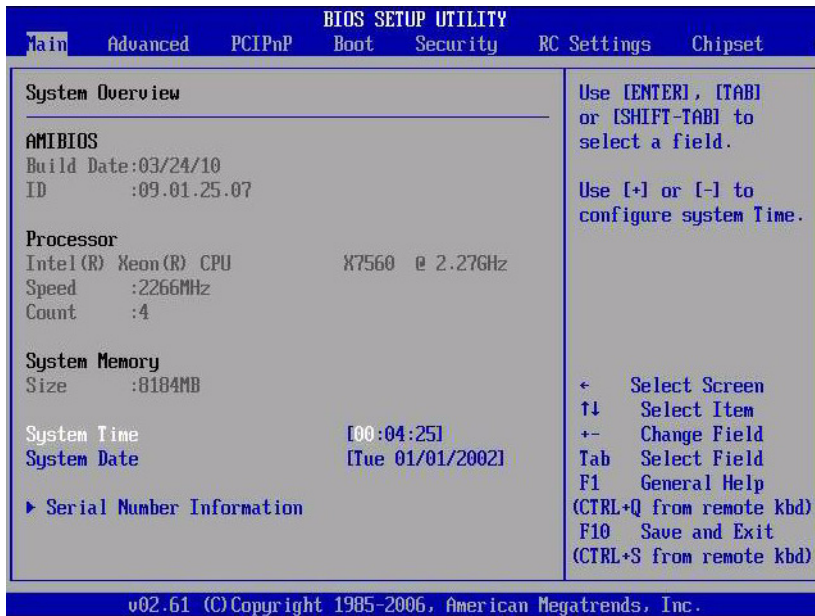 BIOS SETUP UTILITY
Main Advanced PCIPnP Boot Security RC Settings Chipset
System Overview
AMIBIOS
Build Date:03/24/10
ID :09.01.25.07
Processor
Intel(R) Xeon(R) CPU X7560 @ 2.27GHz
Speed :2266MHz
Count :4
System Memory
Size :8184MB
System Time [00:04:25]
System Date [Tue 01/01/2002]
▶ Serial Number Information
Use [ENTER], [TAB]
or [SHIFT-TAB] to
select a field.
Use [+] or [-] to
configure system Time.
← Select Screen
↑↓ Select Item
+- Change Field
Tab Select Field
F1 General Help
(CTRL+Q from remote kbd)
F10 Save and Exit
(CTRL+S from remote kbd)
v02.61 (C)Copyright 1985-2006, American Megatrends, Inc.